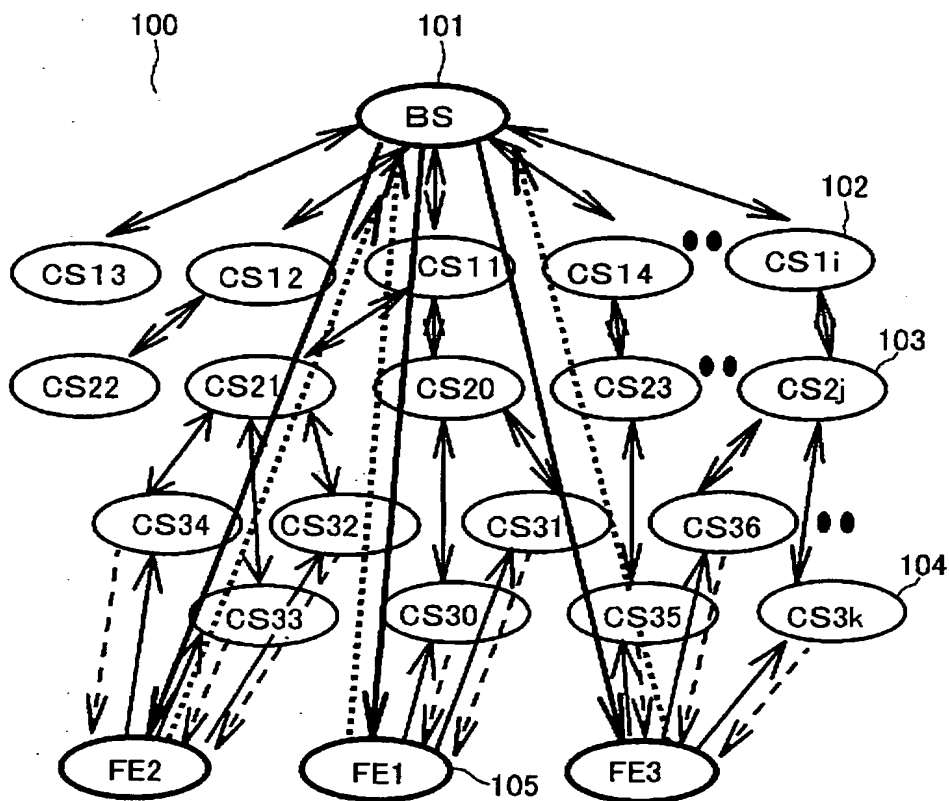 100
101
BS
102
CS13
CS12
CS11
CS14
CS1i
103
CS22
CS21
CS20
CS23
CS2j
CS34
CS32
CS31
CS36
104
CS33
CS30
CS35
CS3k
FE2
FE1
105
FE3